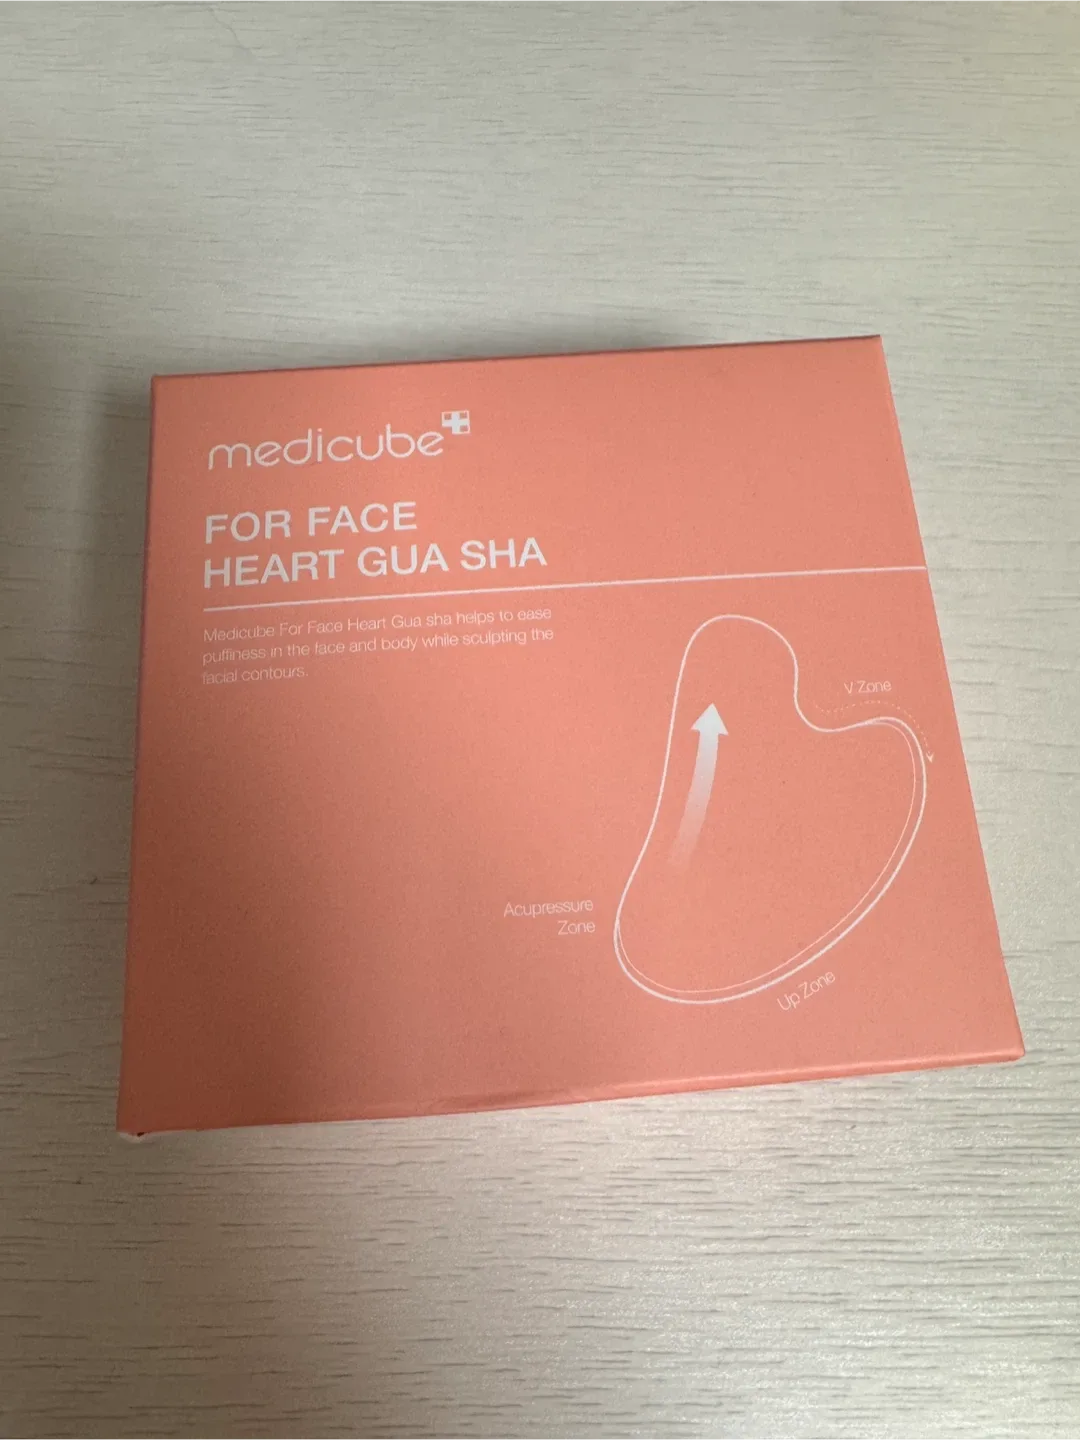 medicube
FOR FACE
HEART GUA SHA
Medicube For Face Heart Gua sha helps to ease
puffiness in the face and body while sculpting the
facial contours.
V Zone
Acupressure
Zone
Up Zone